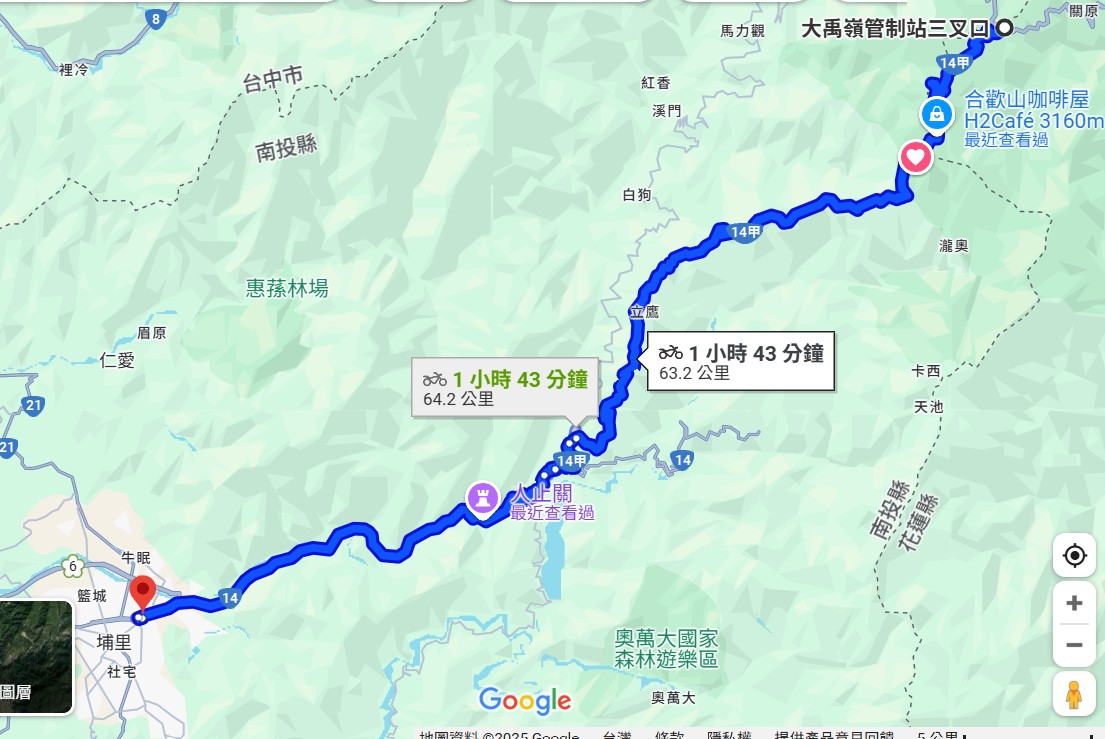 8
關原
馬力觀
大禹嶺管制站三叉口
裡冷
台中市
14甲
紅香
合歡山咖啡屋
H2Café 3160m
最近查看過
溪門
南投縣
白狗
14甲
瀧奧
惠蓀林場
立鷹
眉原
仁愛
1 小時 43 分鐘
63.2 公里
1 小時 43 分鐘
64.2 公里
卡西
天池
21
21
14甲
14
人止關
最近查看過
南投縣
花蓮縣
牛眠
6
籃城
14
埔里
奧萬大國家
森林遊樂區
社宅
圖層
Google
奧萬大
地圖資料 ©2025 Google 台灣 條款 隱私權 提供產品意見回饋 5 公里